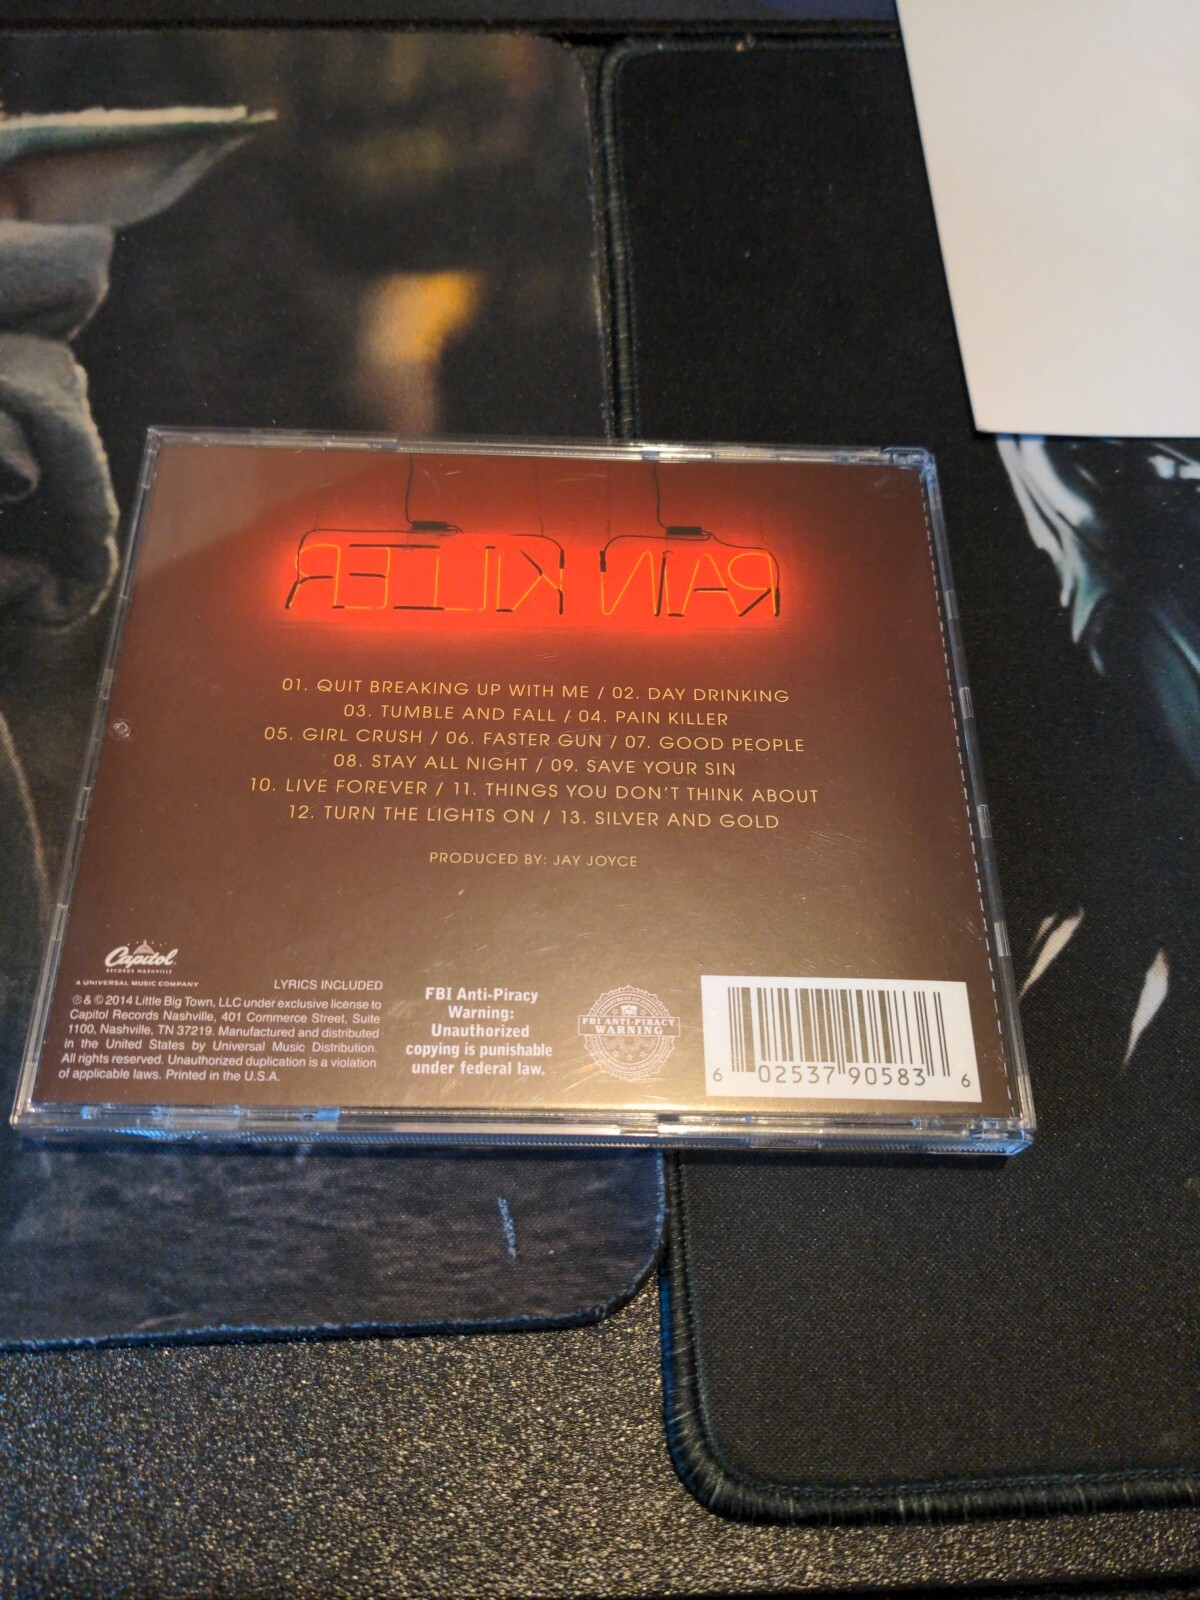 PAIN KILLER
01. QUIT BREAKING UP WITH ME / 02. DAY DRINKING
03. TUMBLE AND FALL / 04. PAIN KILLER
05. GIRL CRUSH / 06. FASTER GUN / 07. GOOD PEOPLE
08. STAY ALL NIGHT / 09. SAVE YOUR SIN
10. LIVE FOREVER / 11. THINGS YOU DON'T THINK ABOUT
12. TURN THE LIGHTS ON / 13. SILVER AND GOLD
PRODUCED BY: JAY JOYCE
Capitol
RECORDS NASHVILLE
A UNIVERSAL MUSIC COMPANY
LYRICS INCLUDED
℗ & © 2014 Little Big Town, LLC under exclusive license to
Capitol Records Nashville, 401 Commerce Street, Suite
1100, Nashville, TN 37219. Manufactured and distributed
in the United States by Universal Music Distribution.
All rights reserved. Unauthorized duplication is a violation
of applicable laws. Printed in the U.S.A.
FBI Anti-Piracy
Warning:
Unauthorized
copying is punishable
under federal law.
FBI ANTI-PIRACY
WARNING
6 02537 90583 6